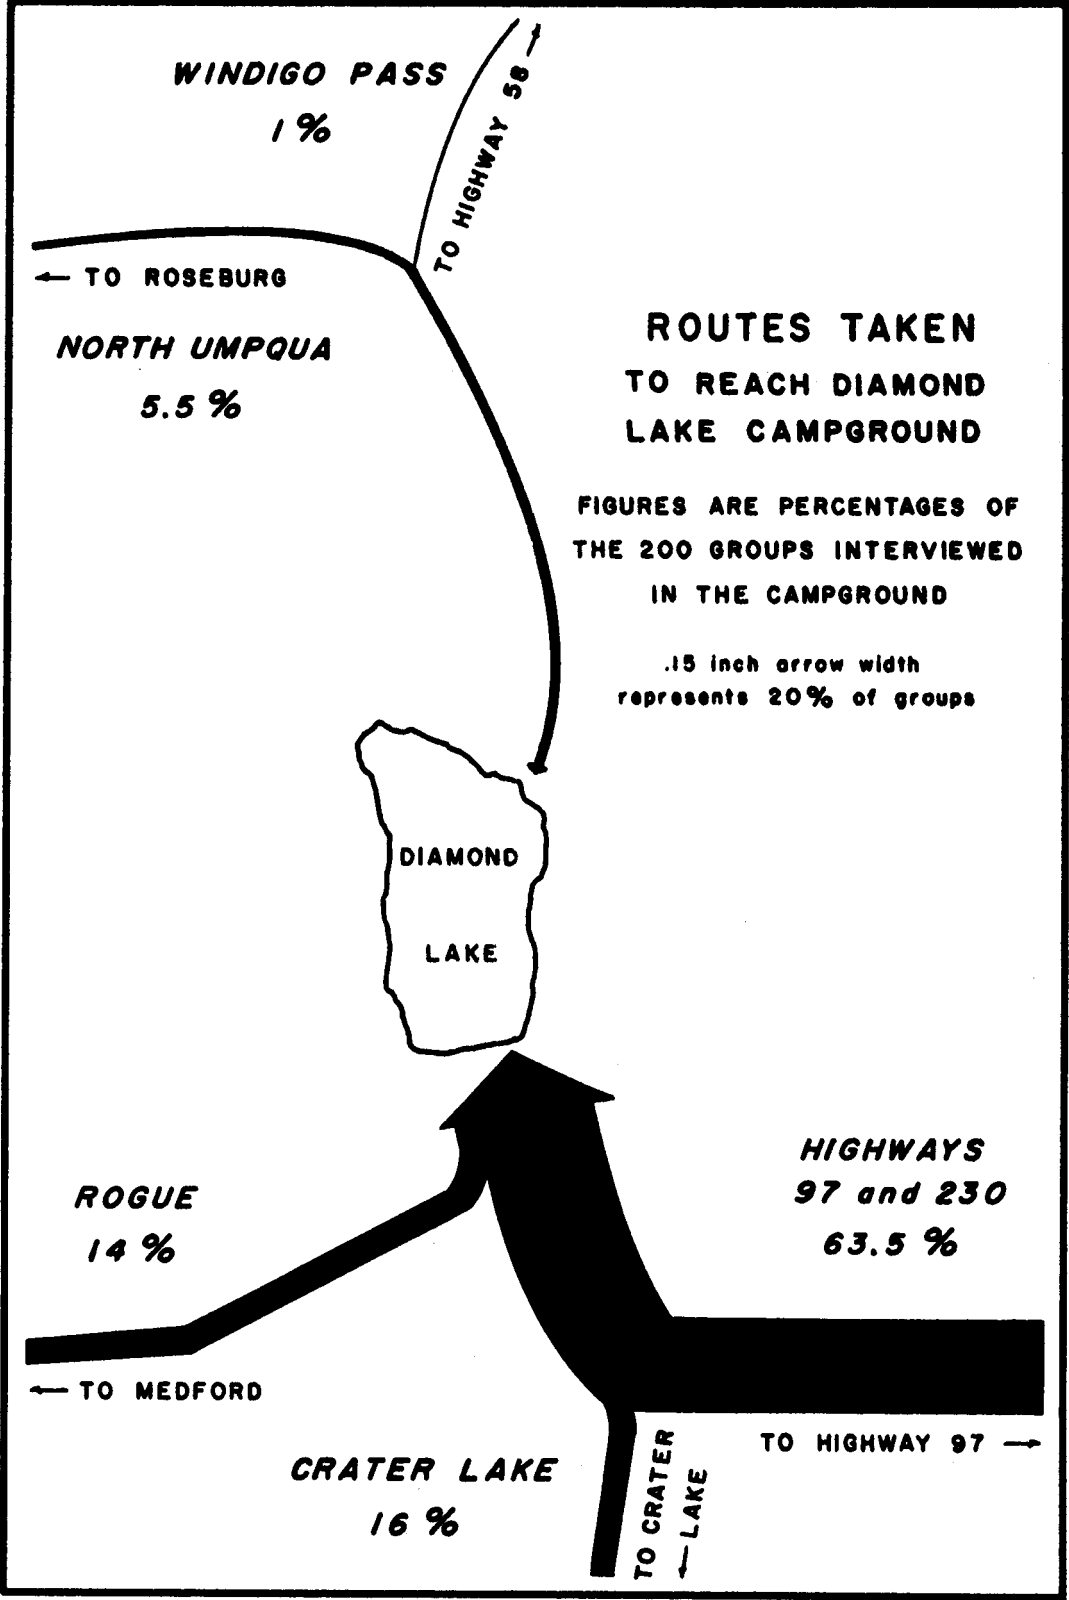 WINDIGO PASS
1%
TO HIGHWAY 58 →
← TO ROSEBURG
NORTH UMPQUA
5.5 %
ROUTES TAKEN
TO REACH DIAMOND
LAKE CAMPGROUND
FIGURES ARE PERCENTAGES OF
THE 200 GROUPS INTERVIEWED
IN THE CAMPGROUND
.15 inch arrow width
represents 20% of groups
DIAMOND
LAKE
HIGHWAYS
97 and 230
63.5 %
ROGUE
14 %
← TO MEDFORD
TO HIGHWAY 97 →
CRATER LAKE
16 %
TO CRATER
← LAKE